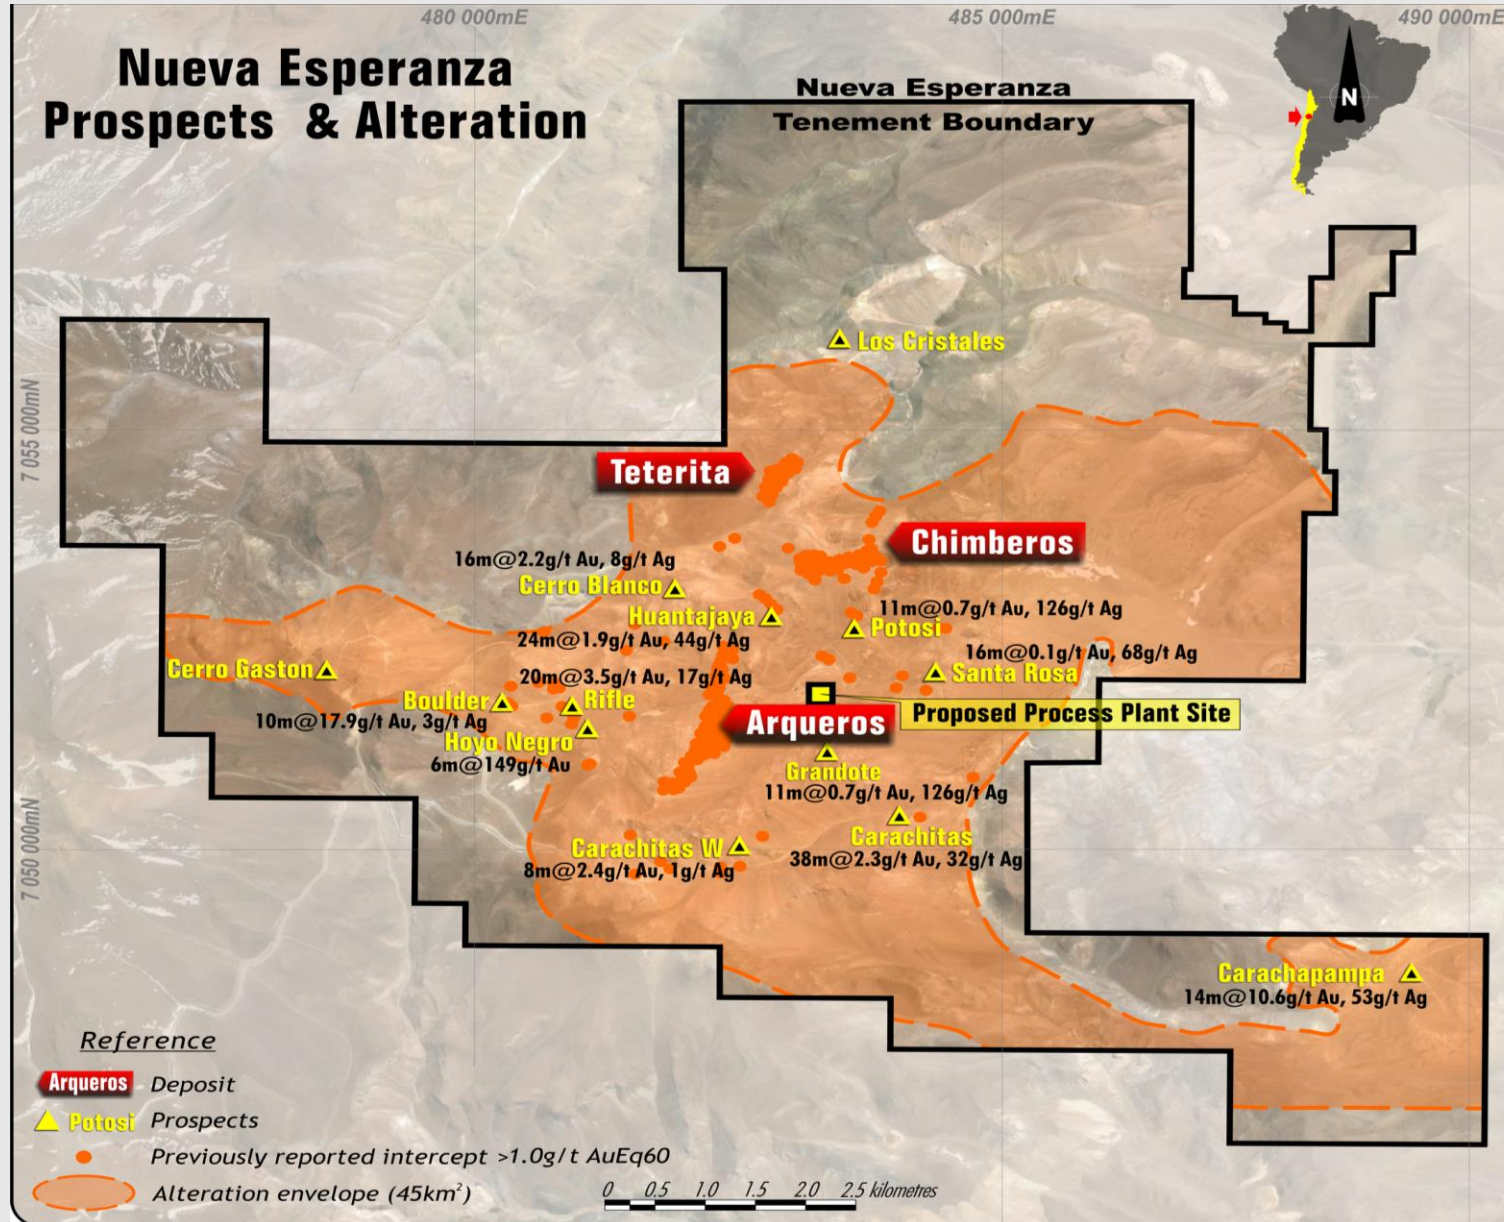 480 000mE
485 000mE
490 000mE
Nueva Esperanza
Prospects & Alteration
Nueva Esperanza
Tenement Boundary
N
7 055 000mN
Los Cristales
Teterita
Chimberos
16m@2.2g/t Au, 8g/t Ag
Cerro Blanco
Huantajaya
24m@1.9g/t Au, 44g/t Ag
11m@0.7g/t Au, 126g/t Ag
Potosi
16m@0.1g/t Au, 68g/t Ag
Santa Rosa
Cerro Gaston
20m@3.5g/t Au, 17g/t Ag
Boulder
Rifle
10m@17.9g/t Au, 3g/t Ag
Hoyo Negro
6m@149g/t Au
Arqueros
Proposed Process Plant Site
Grandote
11m@0.7g/t Au, 126g/t Ag
Carachitas
38m@2.3g/t Au, 32g/t Ag
Carachitas W
8m@2.4g/t Au, 1g/t Ag
7 050 000mN
Carachapampa
14m@10.6g/t Au, 53g/t Ag
Reference
Arqueros Deposit
Potosi Prospects
Previously reported intercept >1.0g/t AuEq60
Alteration envelope (45km²)
0 0.5 1.0 1.5 2.0 2.5 kilometres